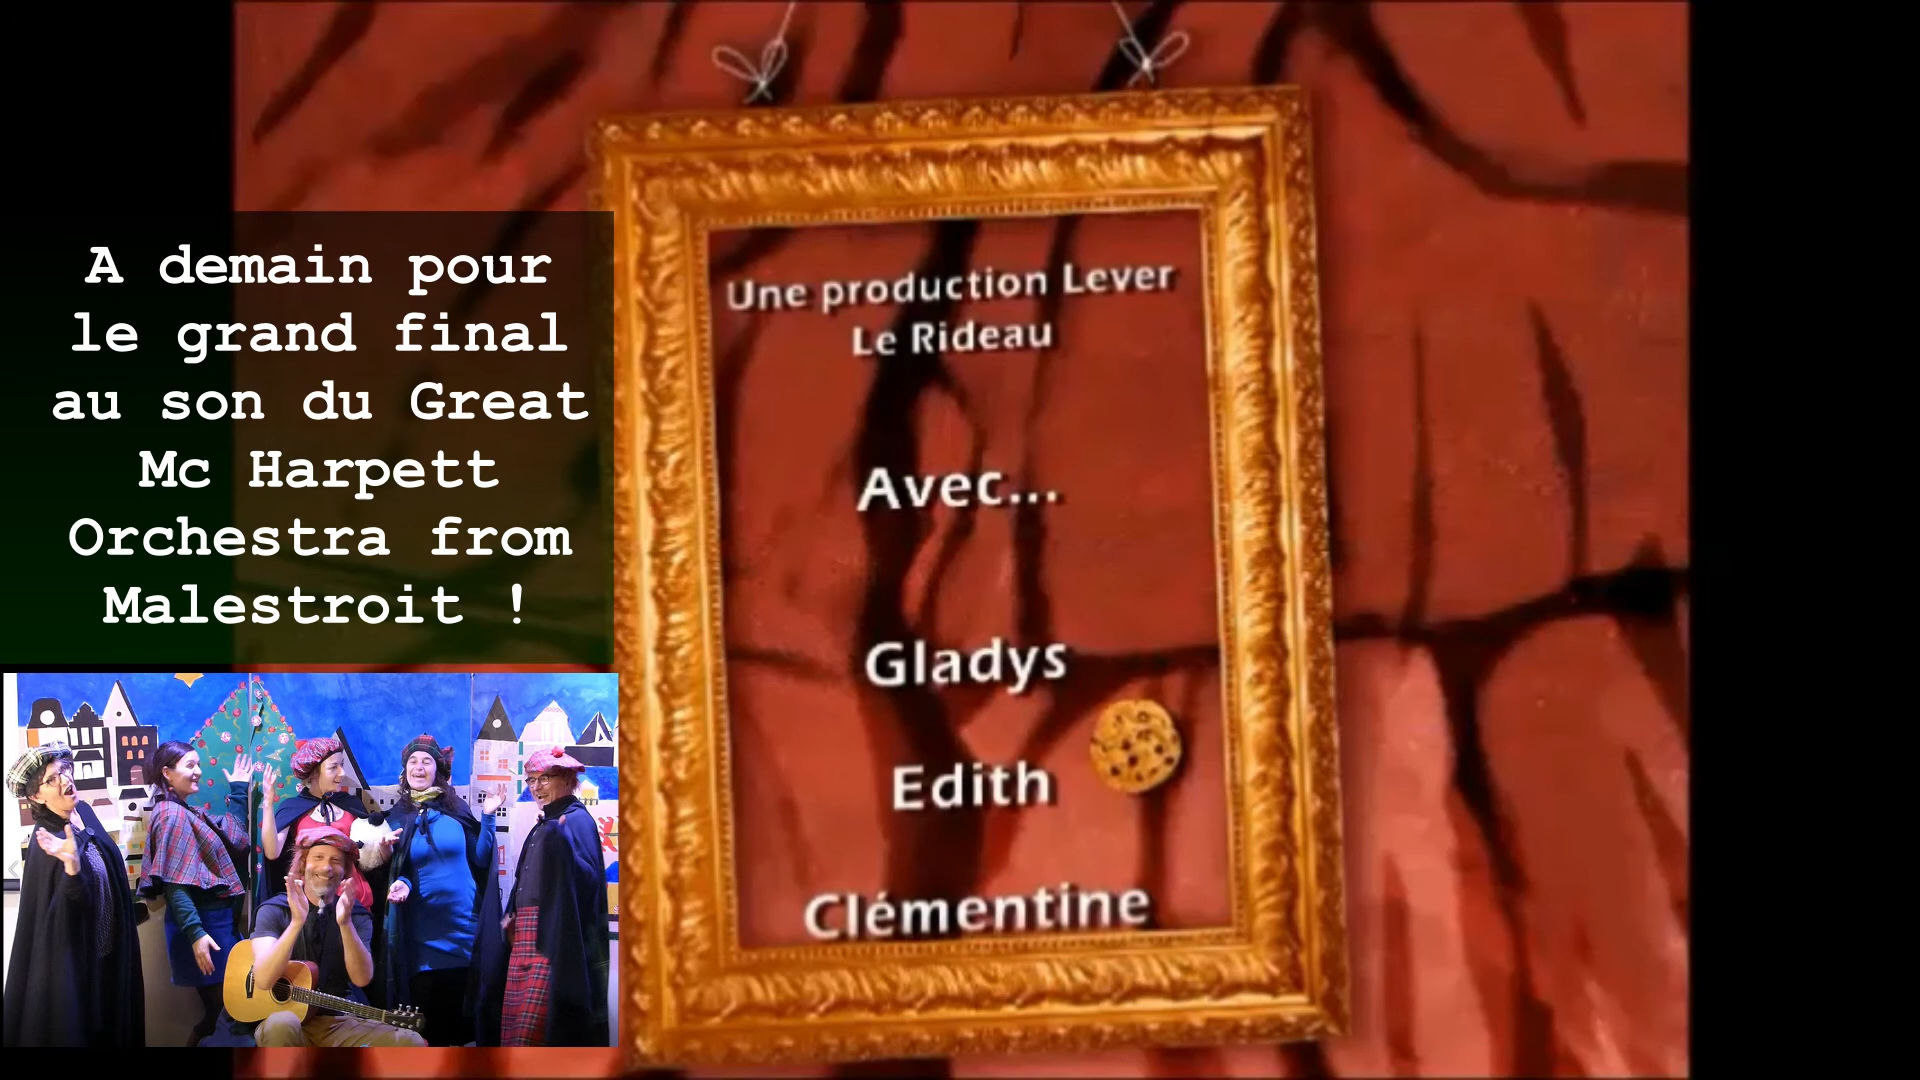 A demain pour
le grand final
au son du Great
Mc Harpett
Orchestra from
Malestroit !
Une production Lever
Le Rideau
Avec...
Gladys
Edith
Clémentine